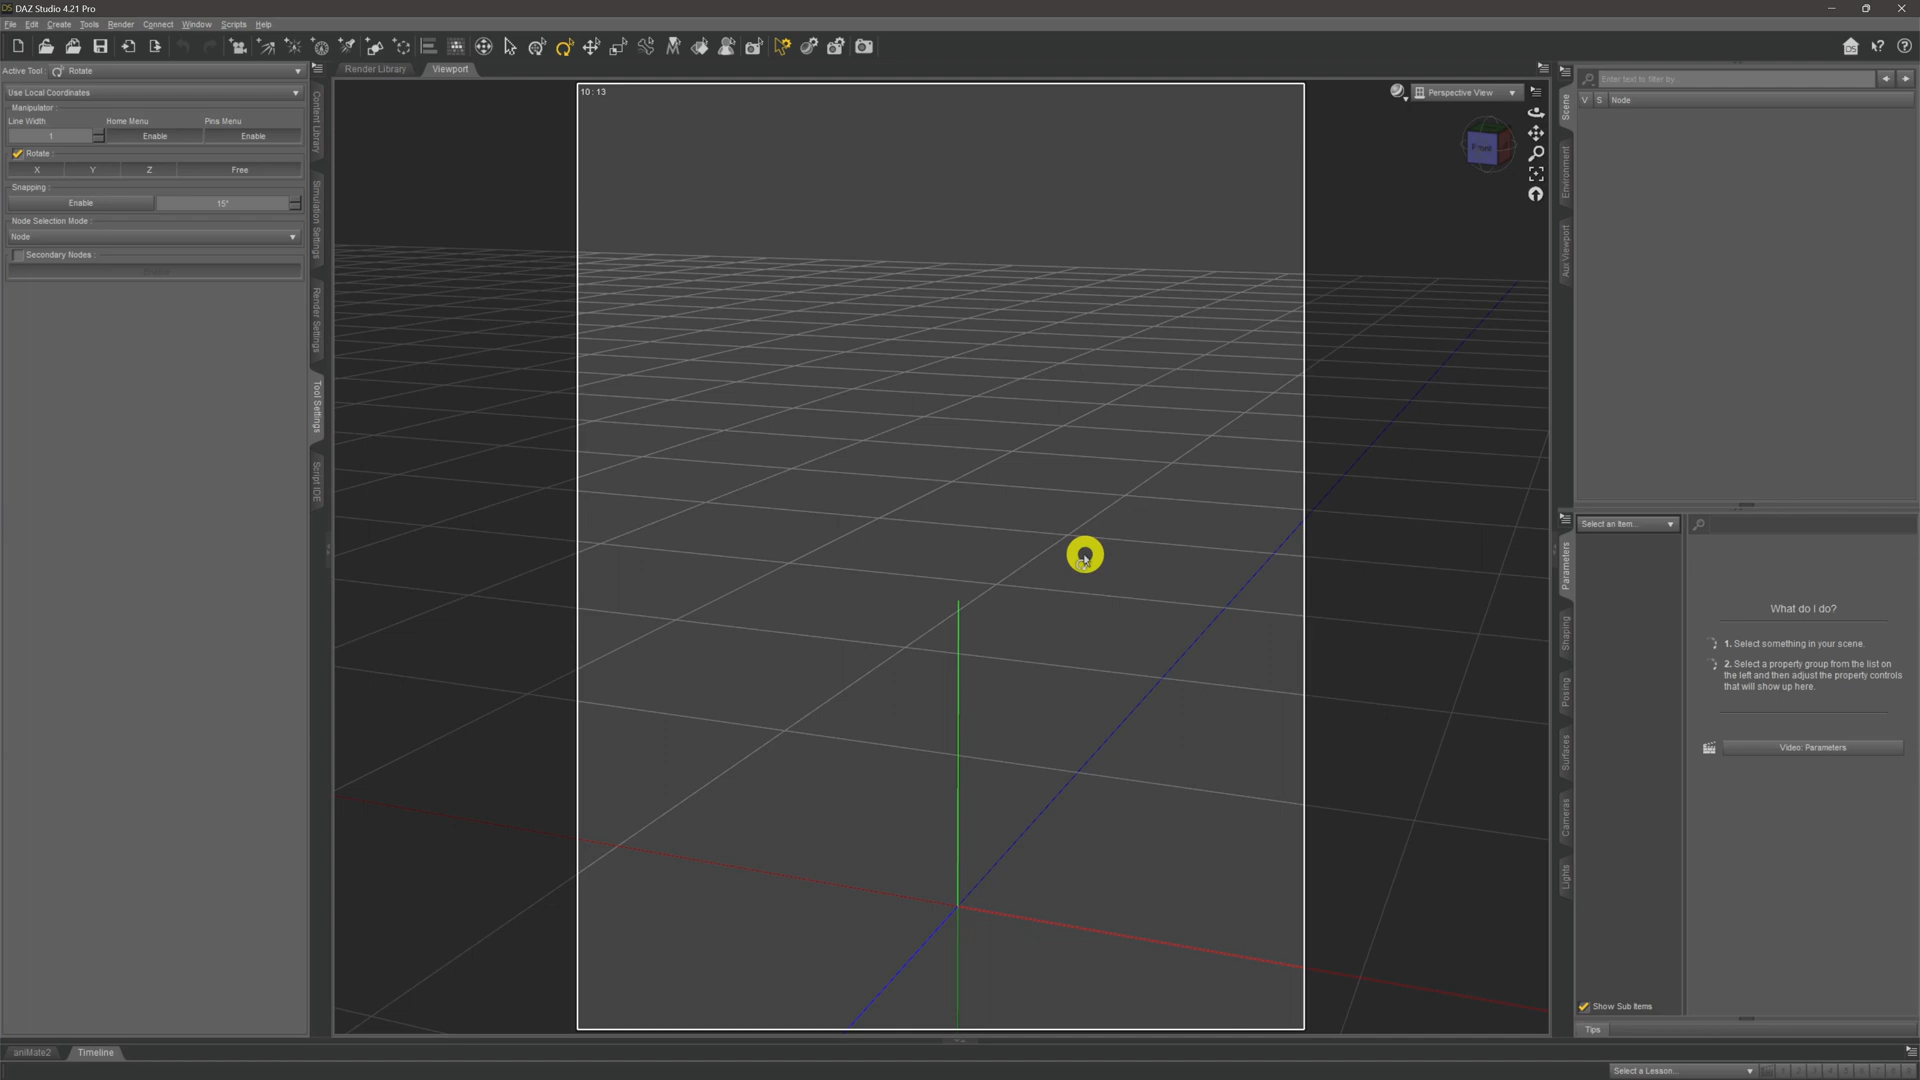 DAZ Studio 4.21 Pro
File Edit Create Tools Render Connect Window Scripts Help
Active Tool : Rotate
Render Library Viewport
Use Local Coordinates
Manipulator :
Line Width Home Menu Pins Menu
1 Enable Enable
Rotate :
X Y Z Free
Snapping :
Enable 15°
Node Selection Mode :
Node
Secondary Nodes :
Content Library
Simulation Settings
Render Settings
Tool Settings
Script IDE
10 : 13
Perspective View
Front
Scene
Environment
Aux Viewport
Enter text to filter by...
V S Node
Select an Item...
Parameters
Shaping
Posing
Surfaces
Cameras
Lights
What do I do?
1. Select something in your scene.
2. Select a property group from the list on
the left and then adjust the property controls
that will show up here.
Video: Parameters
Show Sub Items
Tips
aniMate2 Timeline
Select a Lesson...